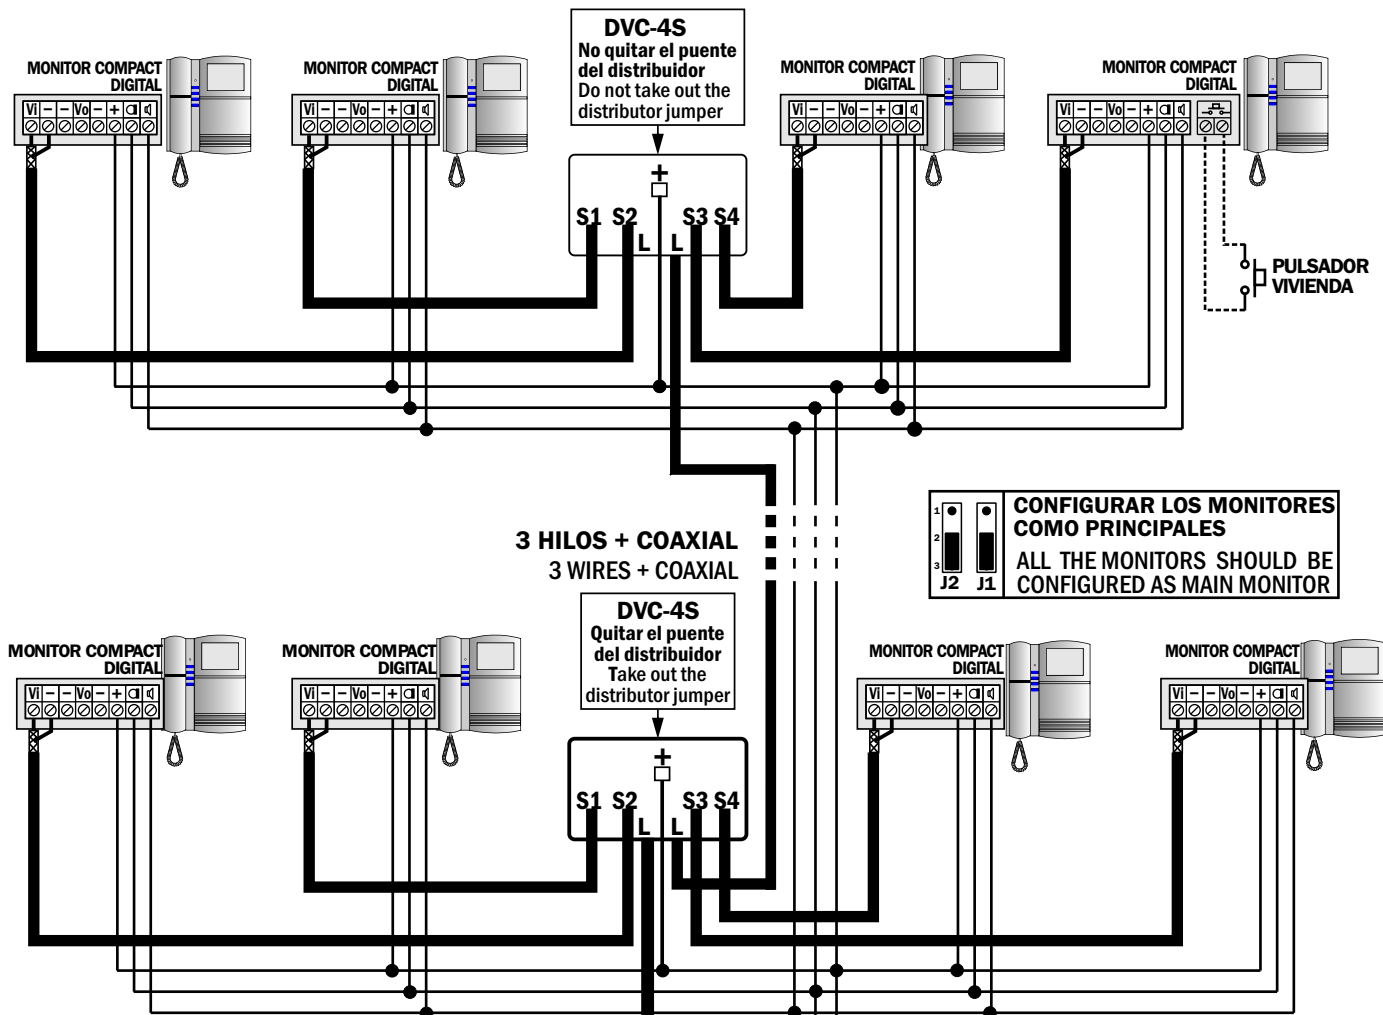 DVC-4S
No quitar el puente
del distribuidor
Do not take out the
distributor jumper
MONITOR COMPACT
DIGITAL
Vi – – Vo – +
MONITOR COMPACT
DIGITAL
Vi – – Vo – +
MONITOR COMPACT
DIGITAL
Vi – – Vo – +
MONITOR COMPACT
DIGITAL
Vi – – Vo – +
+
S1 S2 S3 S4
L L
PULSADOR
VIVIENDA
3 HILOS + COAXIAL
3 WIRES + COAXIAL
1
2
3
J2 J1
CONFIGURAR LOS MONITORES
COMO PRINCIPALES
ALL THE MONITORS SHOULD BE
CONFIGURED AS MAIN MONITOR
DVC-4S
Quitar el puente
del distribuidor
Take out the
distributor jumper
MONITOR COMPACT
DIGITAL
Vi – – Vo – +
MONITOR COMPACT
DIGITAL
Vi – – Vo – +
MONITOR COMPACT
DIGITAL
Vi – – Vo – +
MONITOR COMPACT
DIGITAL
Vi – – Vo – +
+
S1 S2 S3 S4
L L